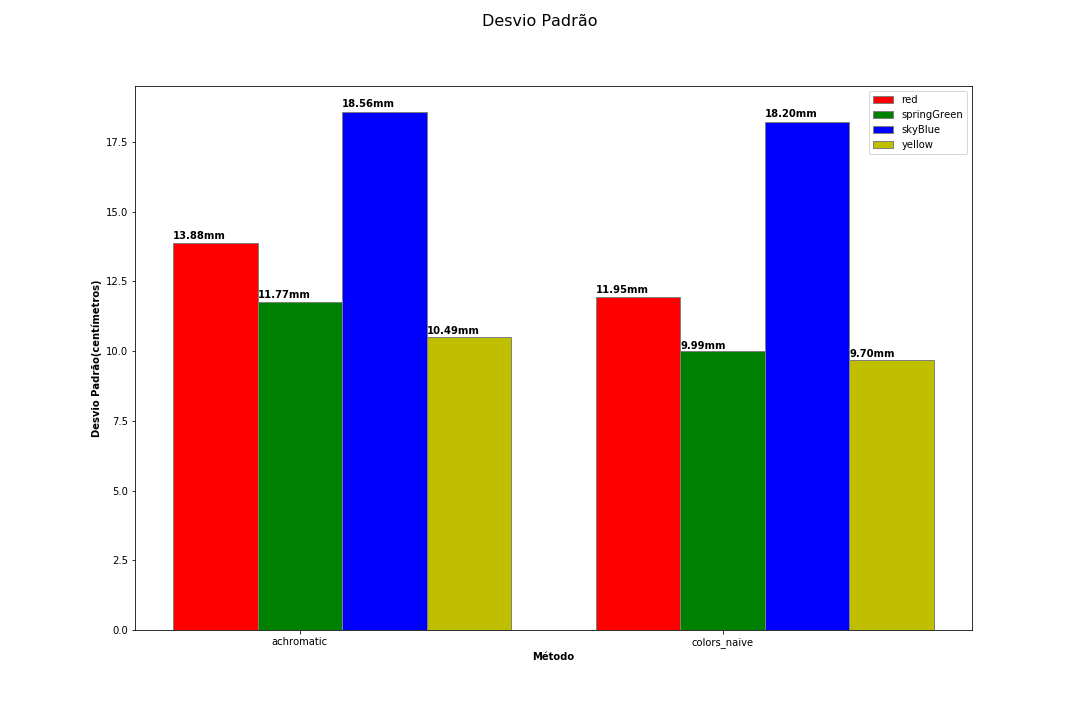 Desvio Padrão
red
springGreen
skyBlue
yellow
18.56mm
18.20mm
13.88mm
11.77mm
11.95mm
10.49mm
9.99mm
9.70mm
17.5
15.0
12.5
10.0
7.5
5.0
2.5
0.0
Desvio Padrão(centímetros)
achromatic
colors_naive
Método